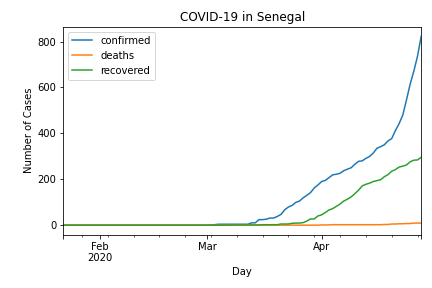 COVID-19 in Senegal
confirmed
deaths
recovered
800
600
400
200
0
Number of Cases
Feb
2020
Mar
Apr
Day